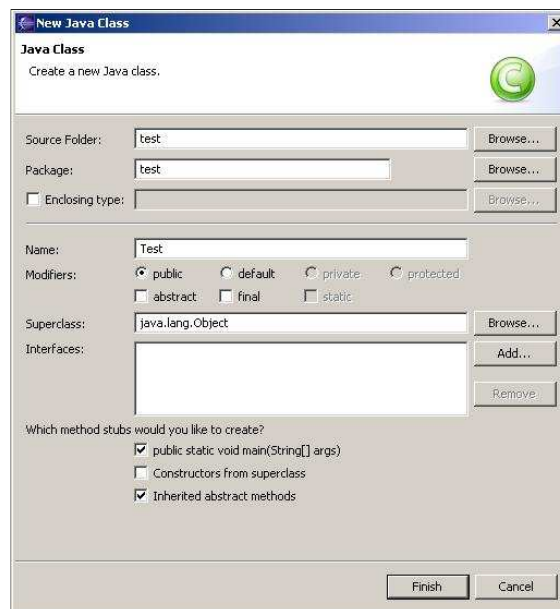 New Java Class
Java Class
Create a new Java class.
Source Folder: test Browse...
Package: test Browse...
Enclosing type: Browse...
Name: Test
Modifiers: public default private protected
abstract final static
Superclass: java.lang.Object Browse...
Interfaces: Add...
Remove
Which method stubs would you like to create?
public static void main(String[] args)
Constructors from superclass
Inherited abstract methods
Finish Cancel